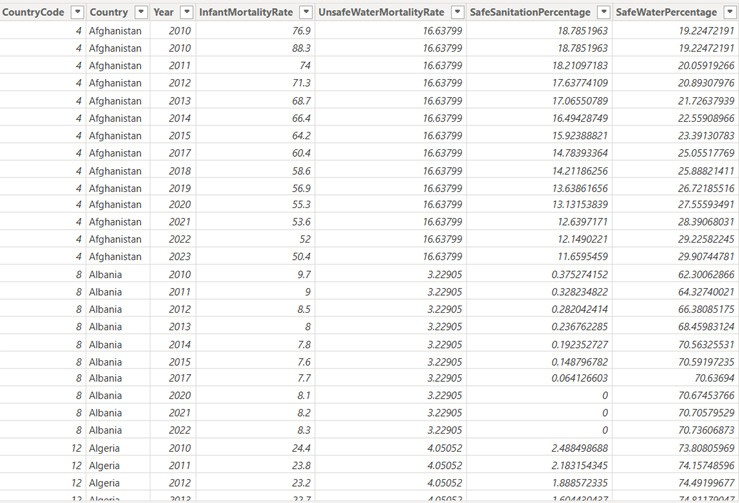 CountryCode Country Year InfantMortalityRate UnsafeWaterMortalityRate SafeSanitationPercentage SafeWaterPercentage
4 Afghanistan 2010 76.9 16.63799 18.7851963 19.22472191
4 Afghanistan 2010 88.3 16.63799 18.7851963 19.22472191
4 Afghanistan 2011 74 16.63799 18.21097183 20.05919266
4 Afghanistan 2012 71.3 16.63799 17.63774109 20.89307976
4 Afghanistan 2013 68.7 16.63799 17.06550789 21.72637939
4 Afghanistan 2014 66.4 16.63799 16.49428749 22.55908966
4 Afghanistan 2015 64.2 16.63799 15.92388821 23.39130783
4 Afghanistan 2017 60.4 16.63799 14.78393364 25.05517769
4 Afghanistan 2018 58.6 16.63799 14.21186256 25.88821411
4 Afghanistan 2019 56.9 16.63799 13.63861656 26.72185516
4 Afghanistan 2020 55.3 16.63799 13.13153839 27.55593491
4 Afghanistan 2021 53.6 16.63799 12.6397171 28.39068031
4 Afghanistan 2022 52 16.63799 12.1490221 29.22582245
4 Afghanistan 2023 50.4 16.63799 11.6595459 29.90744781
8 Albania 2010 9.7 3.22905 0.375274152 62.30062866
8 Albania 2011 9 3.22905 0.328234822 64.32740021
8 Albania 2012 8.5 3.22905 0.282042414 66.38085175
8 Albania 2013 8 3.22905 0.236762285 68.45983124
8 Albania 2014 7.8 3.22905 0.192352727 70.56325531
8 Albania 2015 7.6 3.22905 0.148796782 70.59197235
8 Albania 2017 7.7 3.22905 0.064126603 70.63694
8 Albania 2020 8.1 3.22905 0 70.67453766
8 Albania 2021 8.2 3.22905 0 70.70579529
8 Albania 2022 8.3 3.22905 0 70.73606873
12 Algeria 2010 24.4 4.05052 2.488498688 73.80805969
12 Algeria 2011 23.8 4.05052 2.183154345 74.15748596
12 Algeria 2012 23.2 4.05052 1.888572335 74.49199677
12 Algeria 2013 22.7 4.05052